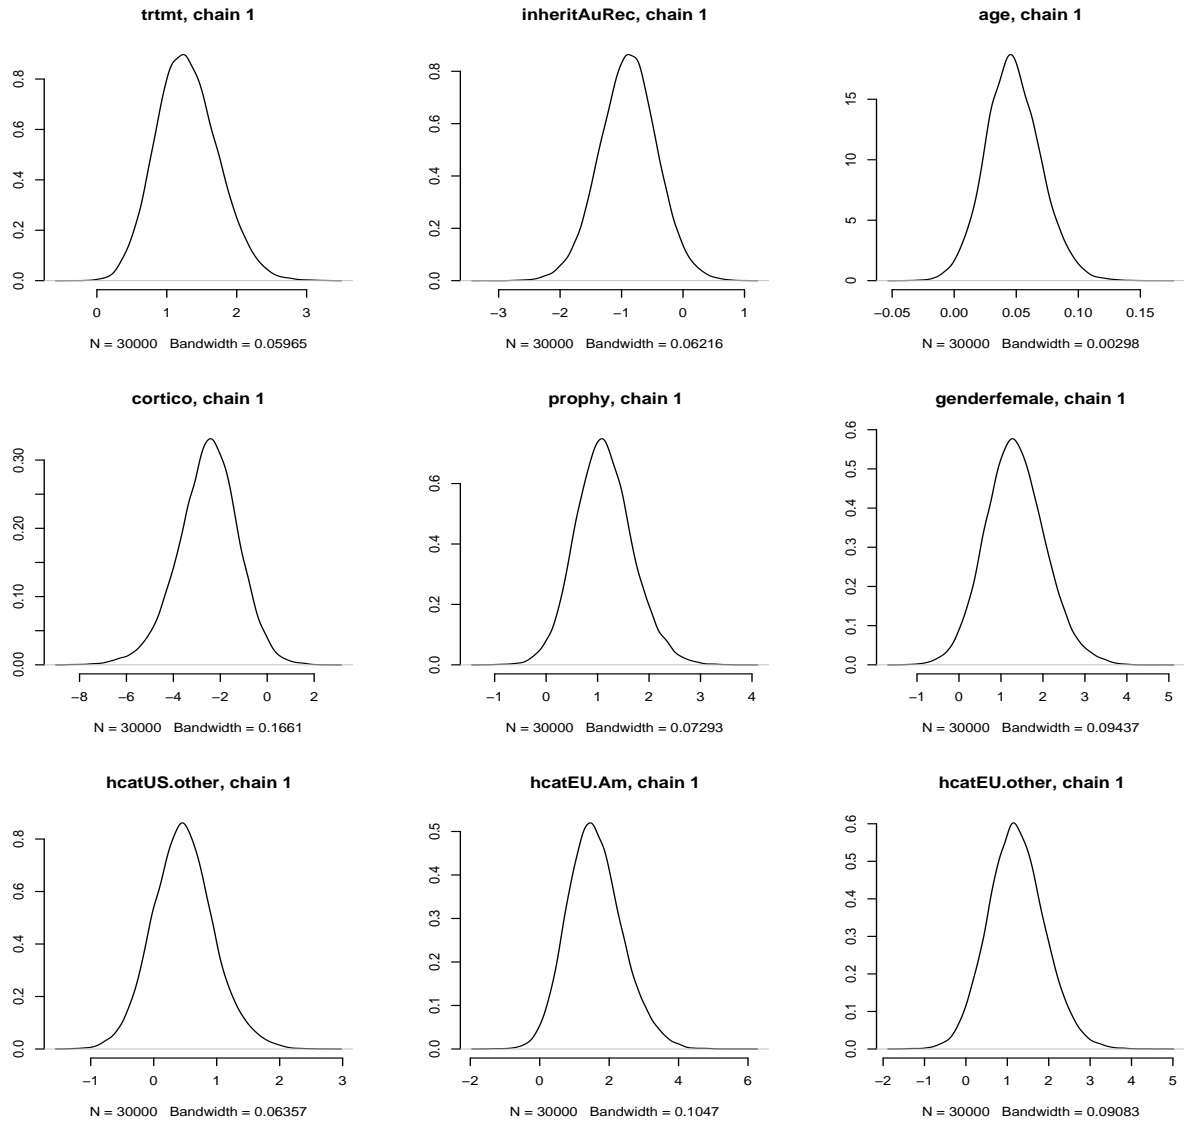 trtmt, chain 1
0.0 0.2 0.4 0.6 0.8
0 1 2 3
N = 30000 Bandwidth = 0.05965
inheritAuRec, chain 1
0.0 0.2 0.4 0.6 0.8
−3 −2 −1 0 1
N = 30000 Bandwidth = 0.06216
age, chain 1
0 5 10 15
−0.05 0.00 0.05 0.10 0.15
N = 30000 Bandwidth = 0.00298
cortico, chain 1
0.00 0.10 0.20 0.30
−8 −6 −4 −2 0 2
N = 30000 Bandwidth = 0.1661
prophy, chain 1
0.0 0.2 0.4 0.6
−1 0 1 2 3 4
N = 30000 Bandwidth = 0.07293
genderfemale, chain 1
0.0 0.1 0.2 0.3 0.4 0.5 0.6
−1 0 1 2 3 4 5
N = 30000 Bandwidth = 0.09437
hcatUS.other, chain 1
0.0 0.2 0.4 0.6 0.8
−1 0 1 2 3
N = 30000 Bandwidth = 0.06357
hcatEU.Am, chain 1
0.0 0.1 0.2 0.3 0.4 0.5
−2 0 2 4 6
N = 30000 Bandwidth = 0.1047
hcatEU.other, chain 1
0.0 0.1 0.2 0.3 0.4 0.5 0.6
−2 −1 0 1 2 3 4 5
N = 30000 Bandwidth = 0.09083